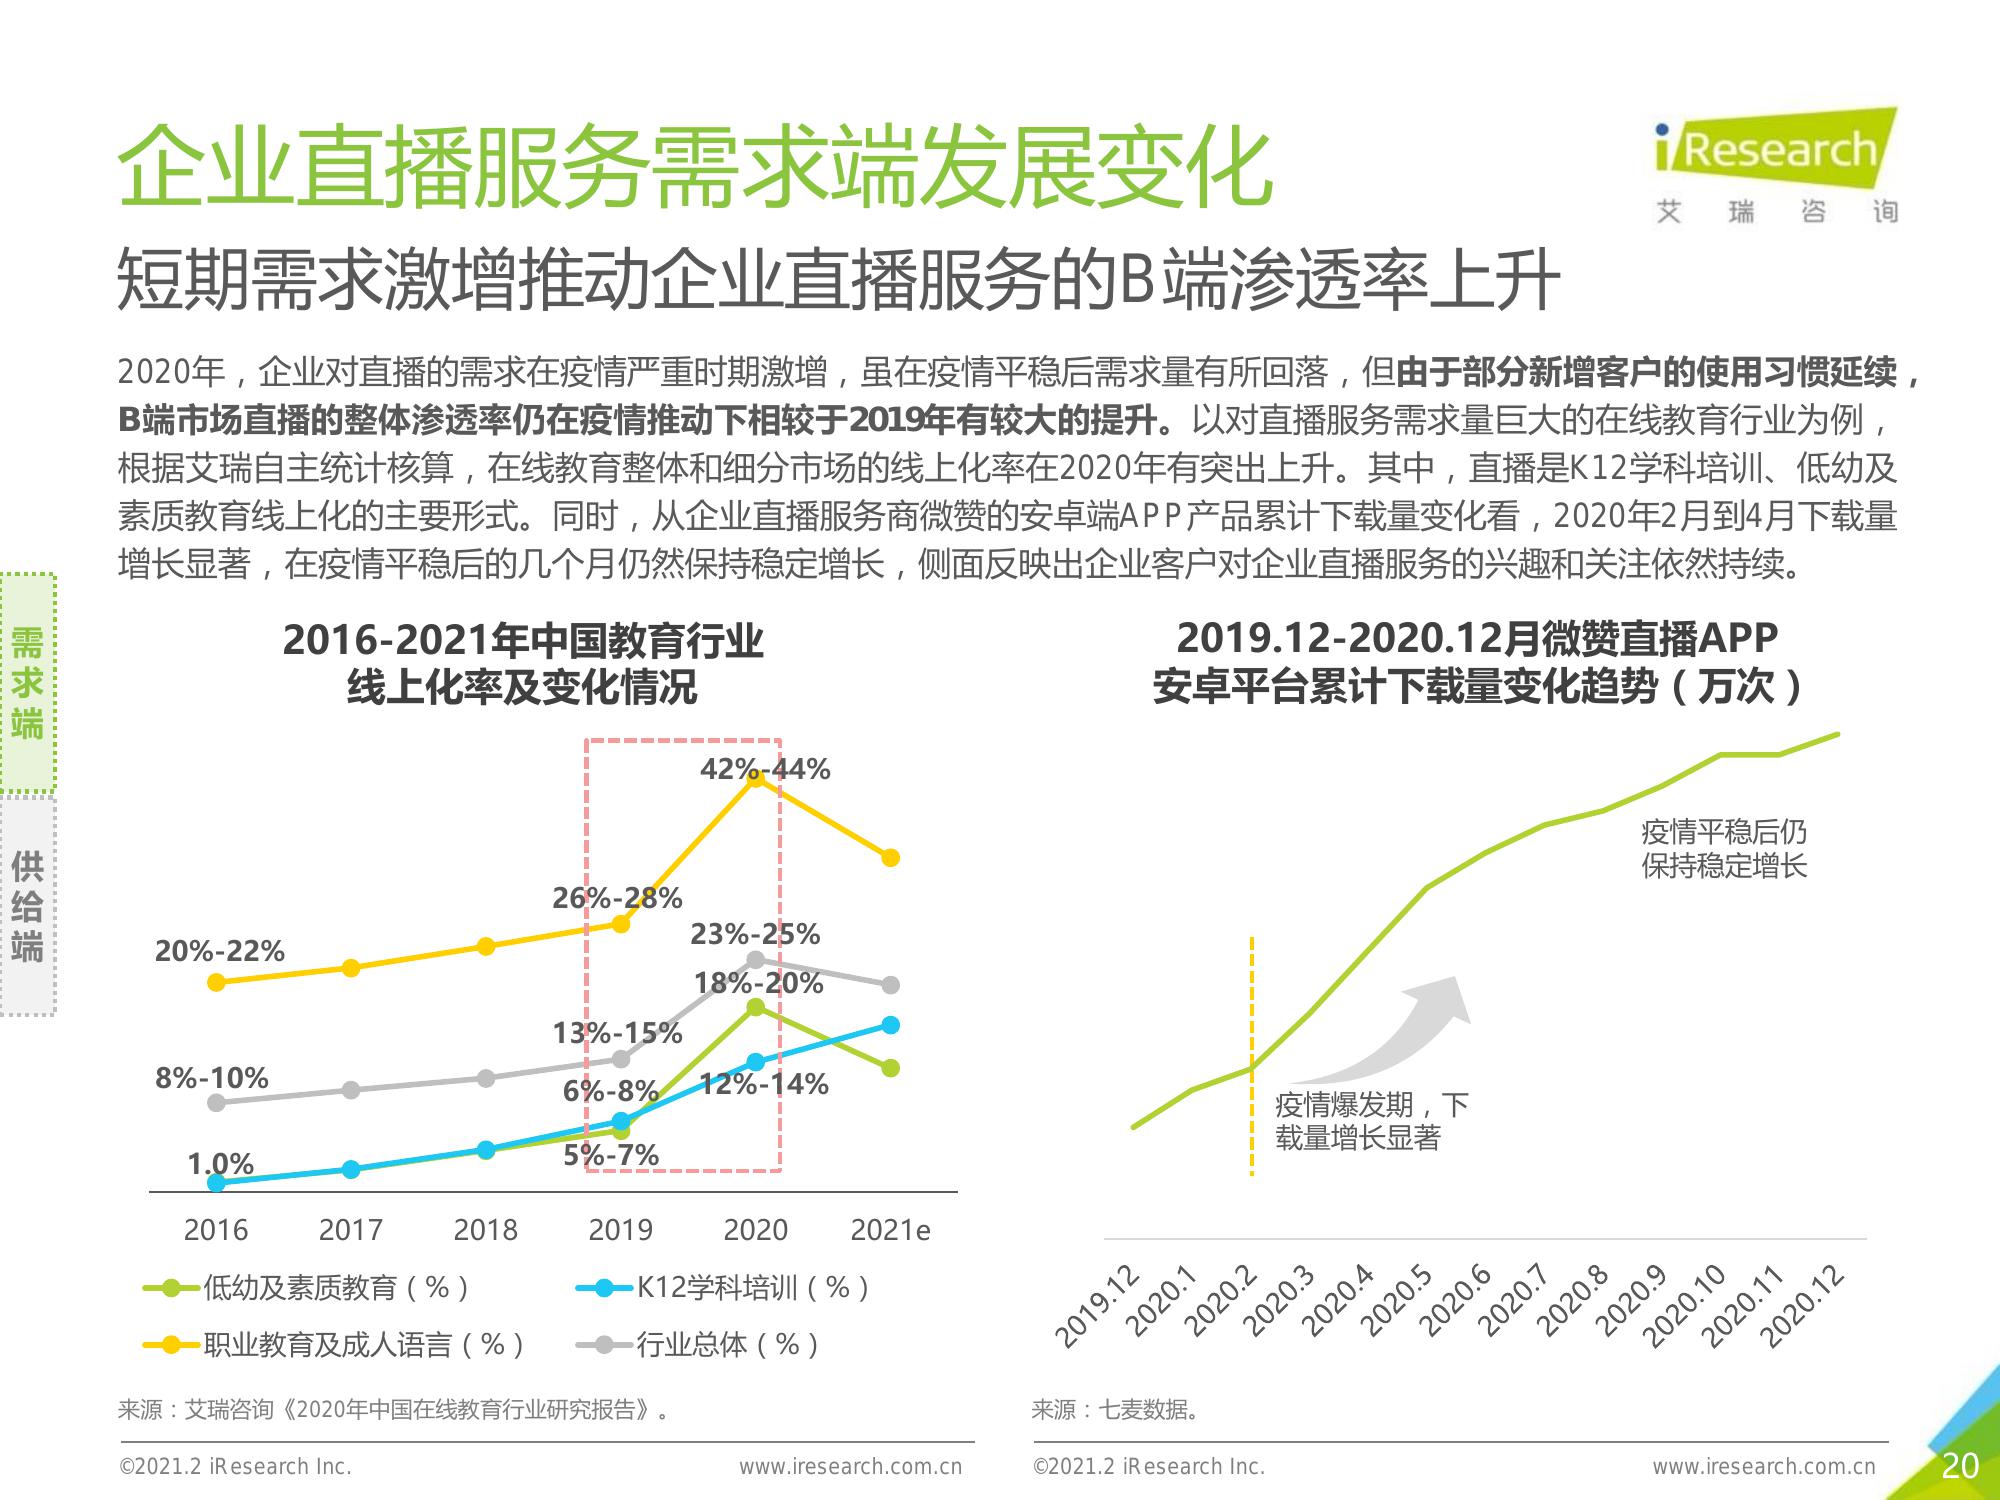 企业直播服务需求端发展变化
iResearch
艾瑞咨询
短期需求激增推动企业直播服务的B端渗透率上升
2020年，企业对直播的需求在疫情严重时期激增，虽在疫情平稳后需求量有所回落，但由于部分新增客户的使用习惯延续，
B端市场直播的整体渗透率仍在疫情推动下相较于2019年有较大的提升。以对直播服务需求量巨大的在线教育行业为例，
根据艾瑞自主统计核算，在线教育整体和细分市场的线上化率在2020年有突出上升。其中，直播是K12学科培训、低幼及
素质教育线上化的主要形式。同时，从企业直播服务商微赞的安卓端APP产品累计下载量变化看，2020年2月到4月下载量
增长显著，在疫情平稳后的几个月仍然保持稳定增长，侧面反映出企业客户对企业直播服务的兴趣和关注依然持续。
需求端
供给端
2016-2021年中国教育行业
线上化率及变化情况
42%-44%
26%-28%
23%-25%
20%-22%
18%-20%
13%-15%
8%-10%
6%-8%
12%-14%
5%-7%
1.0%
2016 2017 2018 2019 2020 2021e
低幼及素质教育（%） K12学科培训（%）
职业教育及成人语言（%） 行业总体（%）
来源：艾瑞咨询《2020年中国在线教育行业研究报告》。
©2021.2 iResearch Inc. www.iresearch.com.cn
2019.12-2020.12月微赞直播APP
安卓平台累计下载量变化趋势（万次）
疫情平稳后仍
保持稳定增长
疫情爆发期，下
载量增长显著
2019.12 2020.1 2020.2 2020.3 2020.4 2020.5 2020.6 2020.7 2020.8 2020.9 2020.10 2020.11 2020.12
来源：七麦数据。
©2021.2 iResearch Inc. www.iresearch.com.cn
20